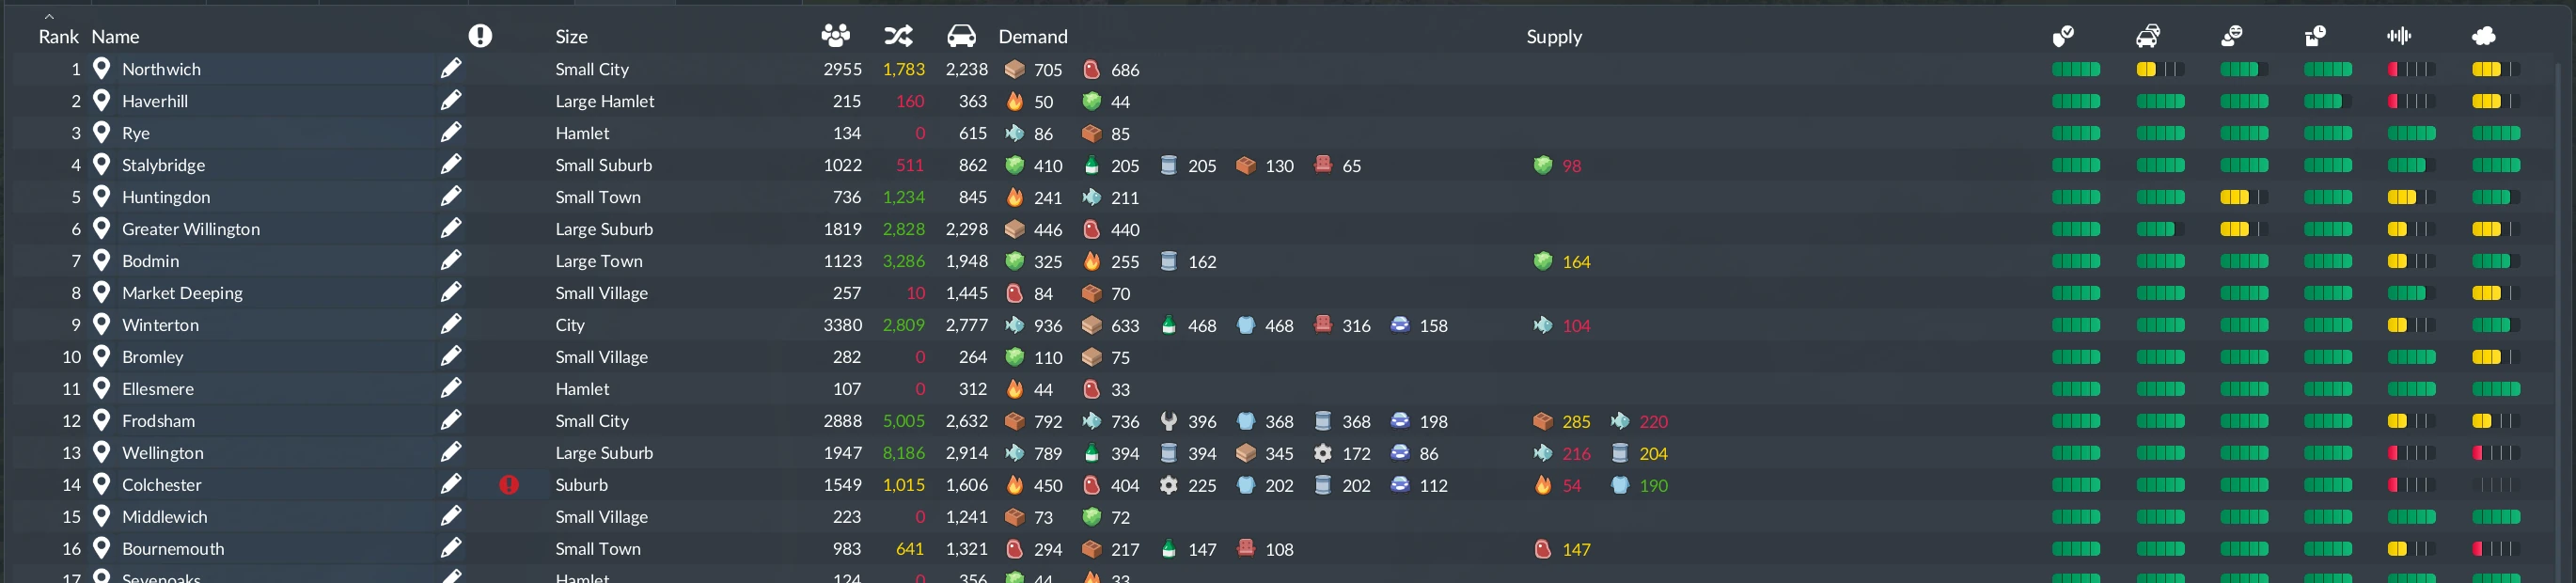 Rank Name Size Demand Supply
1 Northwich Small City 2955 1,783 2,238 705 686
2 Haverhill Large Hamlet 215 160 363 50 44
3 Rye Hamlet 134 0 615 86 85
4 Stalybridge Small Suburb 1022 511 862 410 205 205 130 65 98
5 Huntingdon Small Town 736 1,234 845 241 211
6 Greater Willington Large Suburb 1819 2,828 2,298 446 440
7 Bodmin Large Town 1123 3,286 1,948 325 255 162 164
8 Market Deeping Small Village 257 10 1,445 84 70
9 Winterton City 3380 2,809 2,777 936 633 468 468 316 158 104
10 Bromley Small Village 282 0 264 110 75
11 Ellesmere Hamlet 107 0 312 44 33
12 Frodsham Small City 2888 5,005 2,632 792 736 396 368 368 198 285 220
13 Wellington Large Suburb 1947 8,186 2,914 789 394 394 345 172 86 216 204
14 Colchester Suburb 1549 1,015 1,606 450 404 225 202 202 112 54 190
15 Middlewich Small Village 223 0 1,241 73 72
16 Bournemouth Small Town 983 641 1,321 294 217 147 108 147
17 Sevenoaks Hamlet 124 0 356 44 33